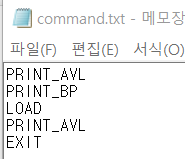 command.txt - 메모장
파일(F) 편집(E) 서식(O)
PRINT_AVL
PRINT_BP
LOAD
PRINT_AVL
EXIT